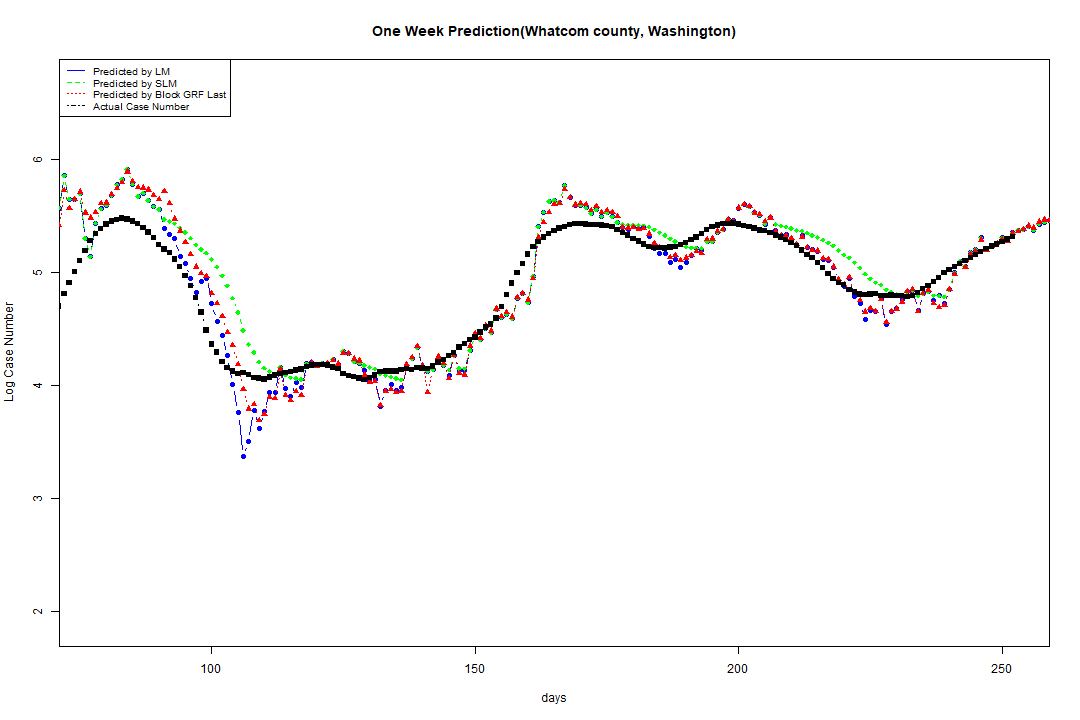 One Week Prediction(Whatcom county, Washington)
Predicted by LM
Predicted by SLM
Predicted by Block GRF Last
Actual Case Number
6
5
4
3
2
Log Case Number
100 150 200 250
days